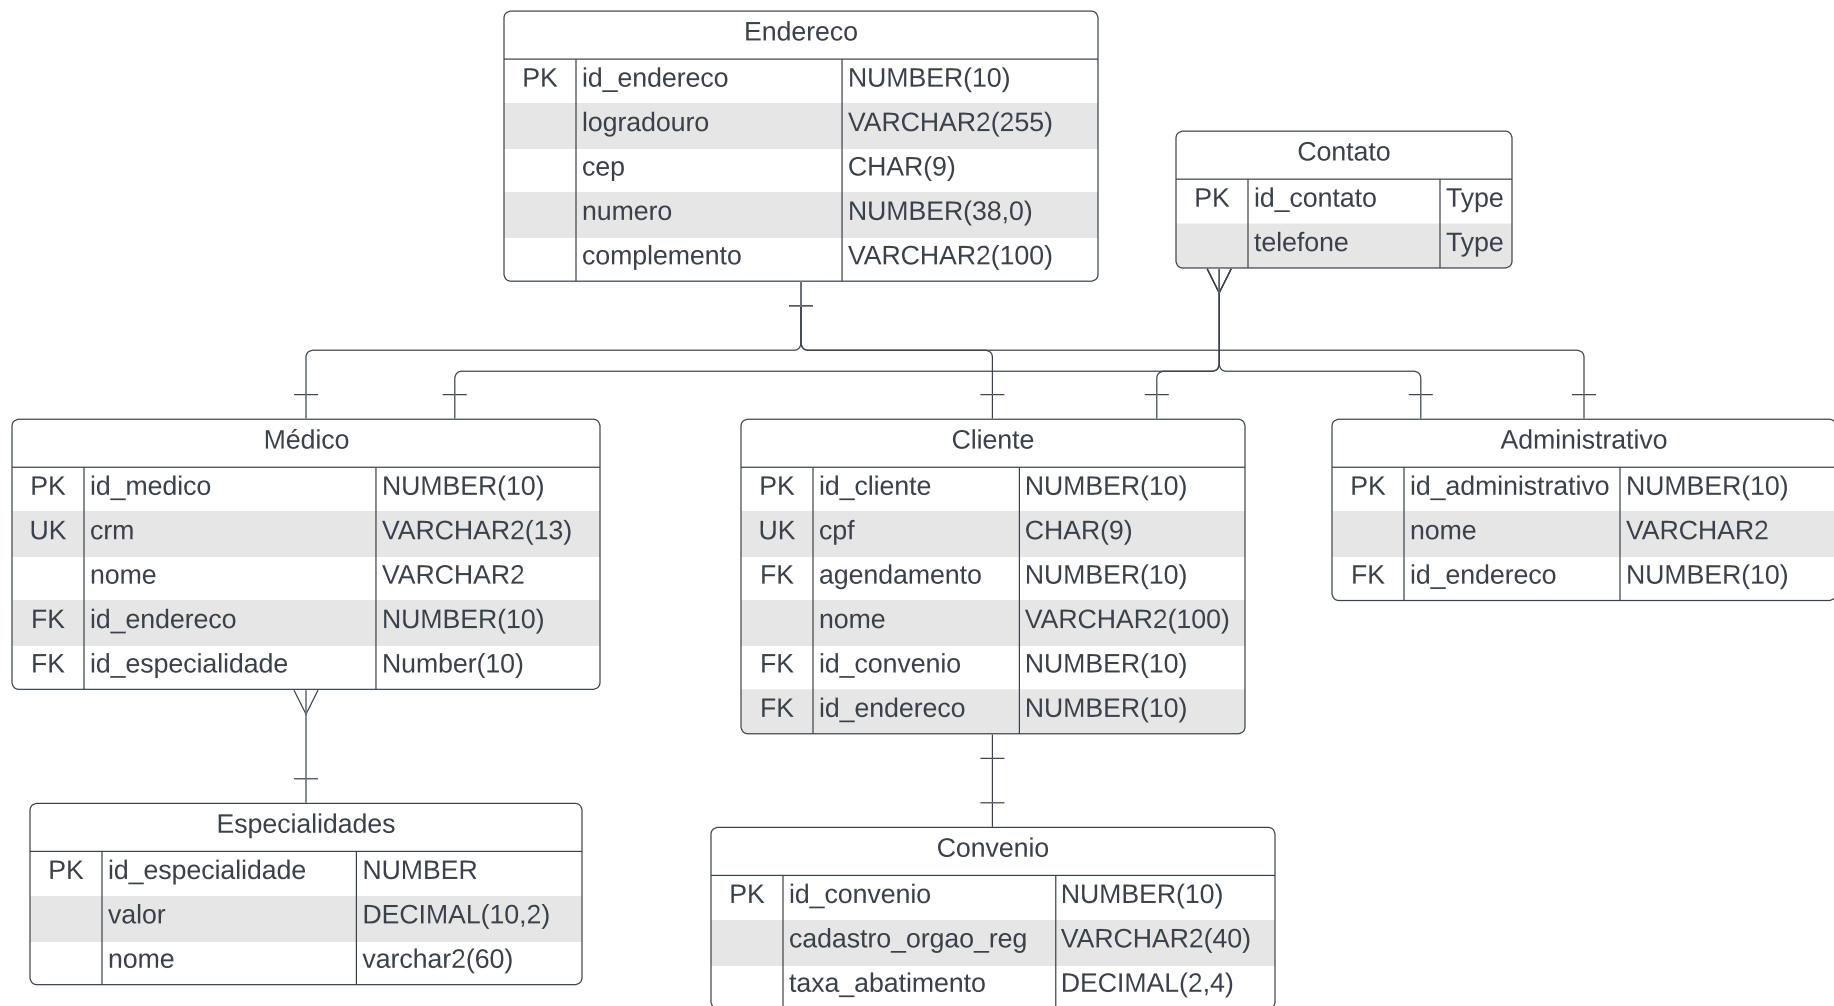 Endereco
PK id_endereco NUMBER(10)
logradouro VARCHAR2(255)
cep CHAR(9)
numero NUMBER(38,0)
complemento VARCHAR2(100)
Contato
PK id_contato Type
telefone Type
Médico
PK id_medico NUMBER(10)
UK crm VARCHAR2(13)
nome VARCHAR2
FK id_endereco NUMBER(10)
FK id_especialidade Number(10)
Cliente
PK id_cliente NUMBER(10)
UK cpf CHAR(9)
FK agendamento NUMBER(10)
nome VARCHAR2(100)
FK id_convenio NUMBER(10)
FK id_endereco NUMBER(10)
Administrativo
PK id_administrativo NUMBER(10)
nome VARCHAR2
FK id_endereco NUMBER(10)
Especialidades
PK id_especialidade NUMBER
valor DECIMAL(10,2)
nome varchar2(60)
Convenio
PK id_convenio NUMBER(10)
cadastro_orgao_reg VARCHAR2(40)
taxa_abatimento DECIMAL(2,4)